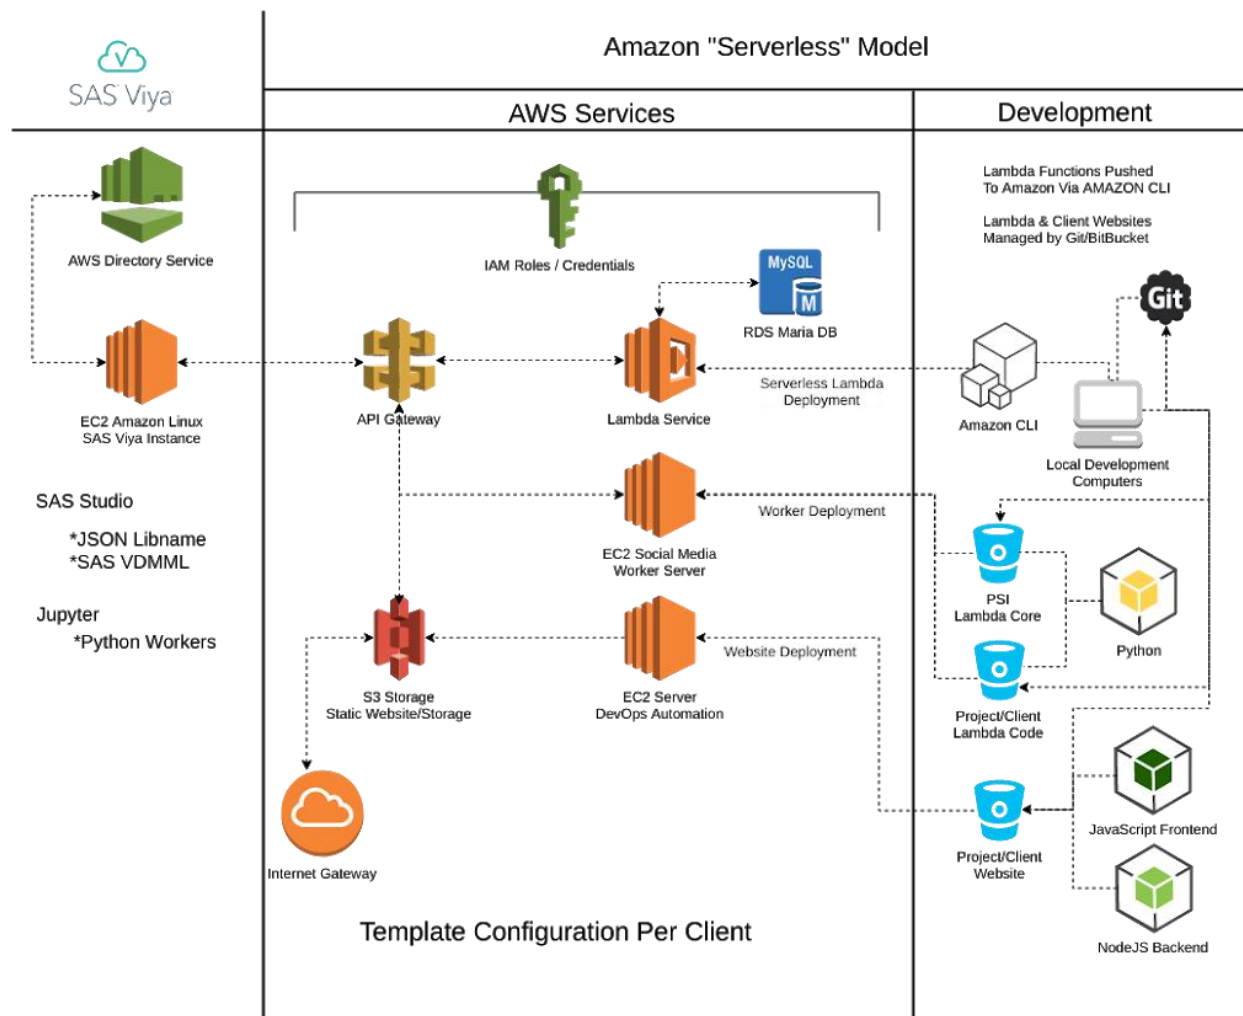 Amazon "Serverless" Model
SAS Viya
AWS Services
Development
AWS Directory Service
EC2 Amazon Linux
SAS Viya Instance
SAS Studio
*JSON Libname
*SAS VDMML
Jupyter
*Python Workers
IAM Roles / Credentials
MySQL
M
RDS Maria DB
API Gateway
Lambda Service
Serverless Lambda
Deployment
EC2 Social Media
Worker Server
Worker Deployment
S3 Storage
Static Website/Storage
EC2 Server
DevOps Automation
Website Deployment
Internet Gateway
Template Configuration Per Client
Lambda Functions Pushed
To Amazon Via AMAZON CLI
Lambda & Client Websites
Managed by Git/BitBucket
Git
Amazon CLI
Local Development
Computers
PSI
Lambda Core
Python
Project/Client
Lambda Code
JavaScript Frontend
Project/Client
Website
NodeJS Backend